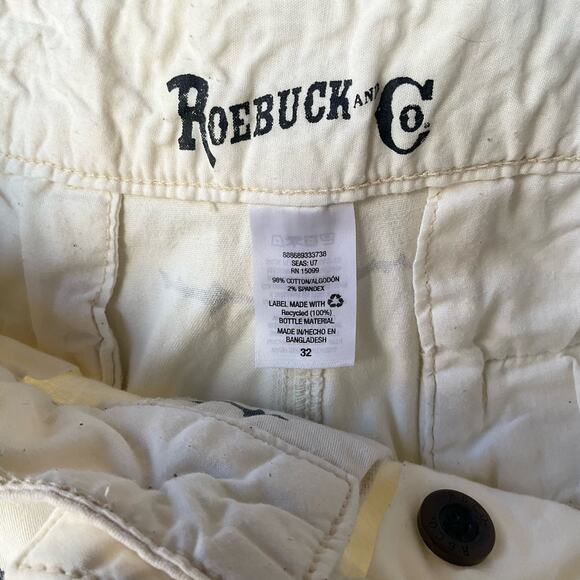 ROEBUCK AND CO.
888689333738
SEAS: U7
RN 15099
98% COTTON/ALGODÓN
2% SPANDEX
LABEL MADE WITH
Recycled (100%)
BOTTLE MATERIAL
MADE IN/HECHO EN
BANGLADESH
32